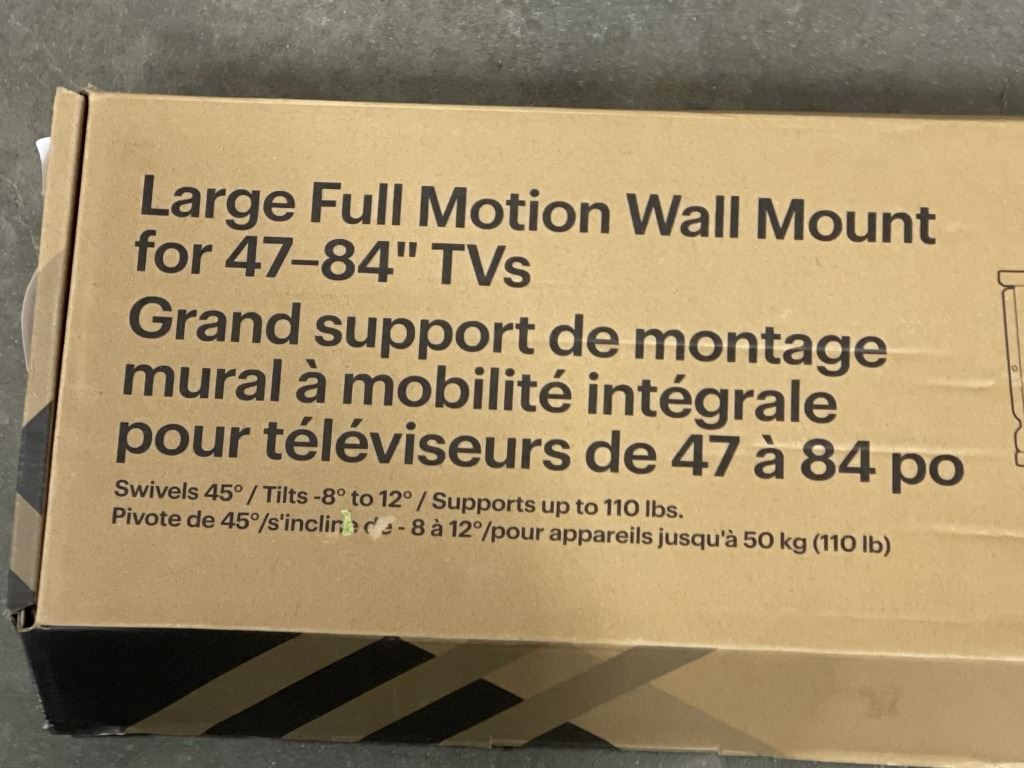 Large Full Motion Wall Mount
for 47–84" TVs
Grand support de montage
mural à mobilité intégrale
pour téléviseurs de 47 à 84 po
Swivels 45° / Tilts -8° to 12° / Supports up to 110 lbs.
Pivote de 45°/s'incline de - 8 à 12°/pour appareils jusqu'à 50 kg (110 lb)